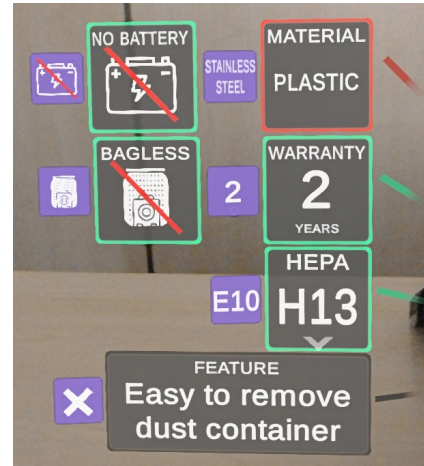 NO BATTERY
STAINLESS
STEEL
MATERIAL
PLASTIC
BAGLESS
2
WARRANTY
2
YEARS
E10
HEPA
H13
FEATURE
Easy to remove
dust container